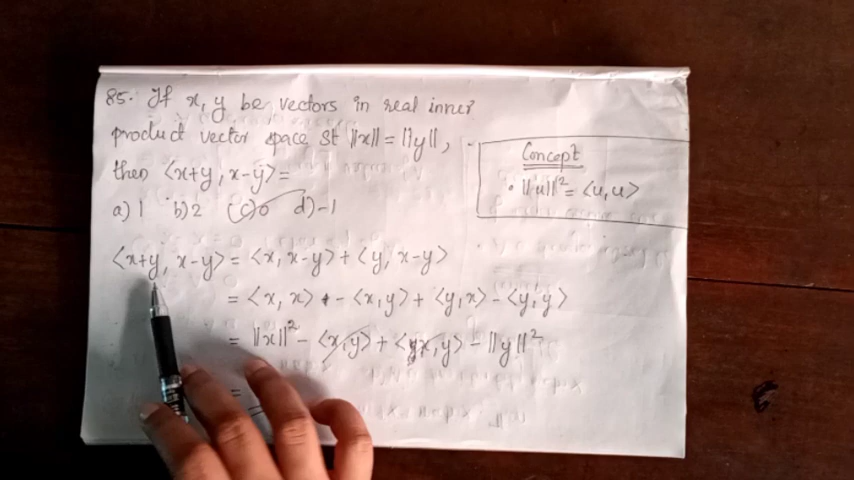 85. If x, y be vectors in real inner
product vector space st ||x|| = ||y||,
then <x+y, x-y> =
a) 1 b) 2 (c) 0 d) -1
Concept
• ||u||² = <u, u>
<x+y, x-y> = <x, x-y> + <y, x-y>
= <x, x> - <x, y> + <y, x> - <y, y>
= ||x||² - <x, y> + <x, y> - ||y||²
=
=